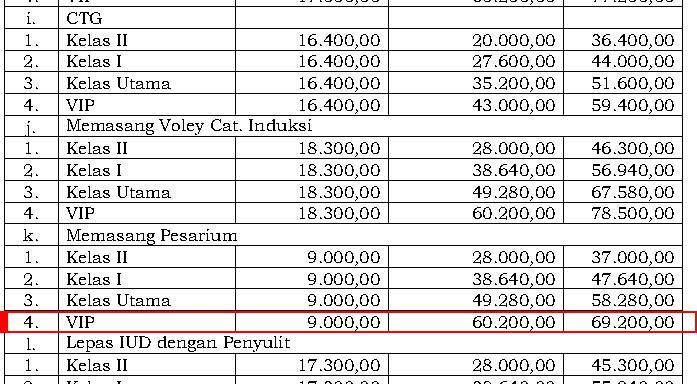 i. CTG
1. Kelas II 16.400,00 20.000,00 36.400,00
2. Kelas I 16.400,00 27.600,00 44.000,00
3. Kelas Utama 16.400,00 35.200,00 51.600,00
4. VIP 16.400,00 43.000,00 59.400,00
j. Memasang Voley Cat. Induksi
1. Kelas II 18.300,00 28.000,00 46.300,00
2. Kelas I 18.300,00 38.640,00 56.940,00
3. Kelas Utama 18.300,00 49.280,00 67.580,00
4. VIP 18.300,00 60.200,00 78.500,00
k. Memasang Pesarium
1. Kelas II 9.000,00 28.000,00 37.000,00
2. Kelas I 9.000,00 38.640,00 47.640,00
3. Kelas Utama 9.000,00 49.280,00 58.280,00
4. VIP 9.000,00 60.200,00 69.200,00
l. Lepas IUD dengan Penyulit
1. Kelas II 17.300,00 28.000,00 45.300,00